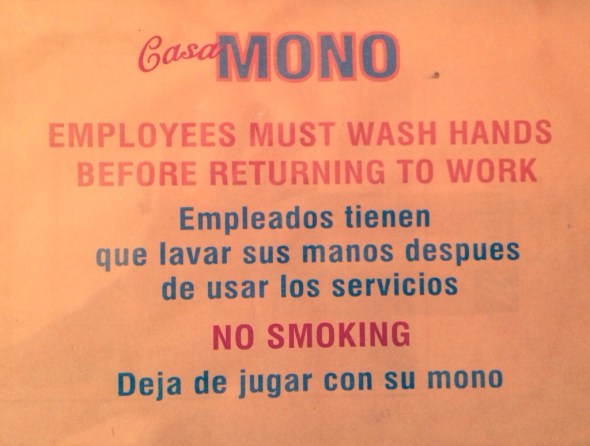 Casa MONO
EMPLOYEES MUST WASH HANDS
BEFORE RETURNING TO WORK
Empleados tienen
que lavar sus manos despues
de usar los servicios
NO SMOKING
Deja de jugar con su mono